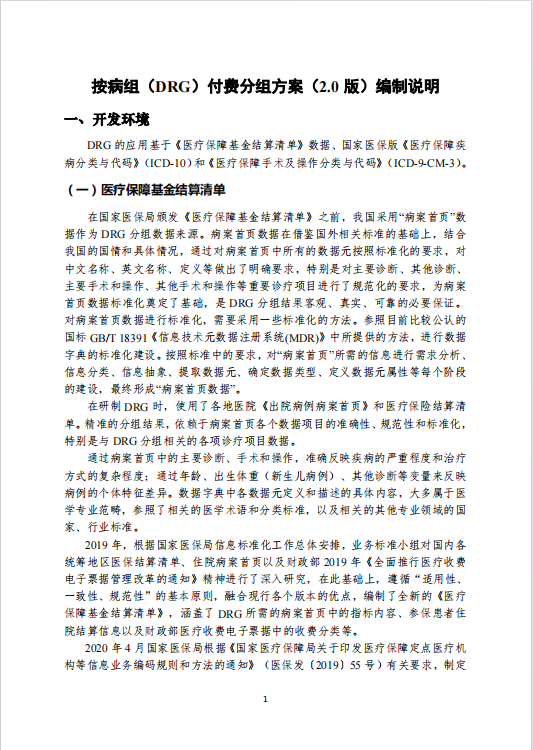 按病组（DRG）付费分组方案（2.0 版）编制说明
一、开发环境
DRG 的应用基于《医疗保障基金结算清单》数据、国家医保版《医疗保障疾
病分类与代码》（ICD-10）和《医疗保障手术及操作分类与代码》（ICD-9-CM-3）。
（一）医疗保障基金结算清单
在国家医保局颁发《医疗保障基金结算清单》之前，我国采用“病案首页”数
据作为 DRG 分组数据来源。病案首页数据在借鉴国外相关标准的基础上，结合
我国的国情和具体情况，通过对病案首页中所有的数据元按照标准化的要求，对
中文名称、英文名称、定义等做出了明确要求，特别是对主要诊断、其他诊断、
主要手术和操作、其他手术和操作等重要诊疗项目进行了规范化的要求，为病案
首页数据标准化奠定了基础，是 DRG 分组结果客观、真实、可靠的必要保证。
对病案首页数据进行标准化，需要采用一些标准化的方法。参照目前比较公认的
国标 GB/T 18391《信息技术元数据注册系统(MDR)》中所提供的方法，进行数据
字典的标准化建设。按照标准中的要求，对“病案首页”所需的信息进行需求分析、
信息分类、信息抽象、提取数据元、确定数据类型、定义数据元属性等每个阶段
的建设，最终形成“病案首页数据”。
在研制 DRG 时，使用了各地医院《出院病例病案首页》和医疗保险结算清
单。精准的分组结果，依赖于病案首页各个数据项目的准确性、规范性和标准化，
特别是与 DRG 分组相关的各项诊疗项目数据。
通过病案首页中的主要诊断、手术和操作，准确反映疾病的严重程度和治疗
方式的复杂程度；通过年龄、出生体重（新生儿病例）、其他诊断等变量来反映
病例的个体特征差异。数据字典中各数据元定义和描述的具体内容，大多属于医
学专业范畴，参照了相关的医学术语和分类标准，以及相关的其他专业领域的国
家、行业标准。
2019 年，根据国家医保局信息标准化工作总体安排，业务标准小组对国内各
统筹地区医保结算清单、住院病案首页以及财政部 2019 年《全面推行医疗收费
电子票据管理改革的通知》精神进行了深入研究，在此基础上，遵循“适用性、
一致性、规范性”的基本原则，融合现行各个版本的优点，编制了全新的《医疗
保障基金结算清单》，涵盖了 DRG 所需的病案首页中的指标内容、参保患者住
院结算信息以及财政部医疗收费电子票据中的收费分类等。
2020 年 4 月国家医保局根据《国家医疗保障局关于印发医疗保障定点医疗机
构等信息业务编码规则和方法的通知》（医保发〔2019〕55 号）有关要求，制定
1